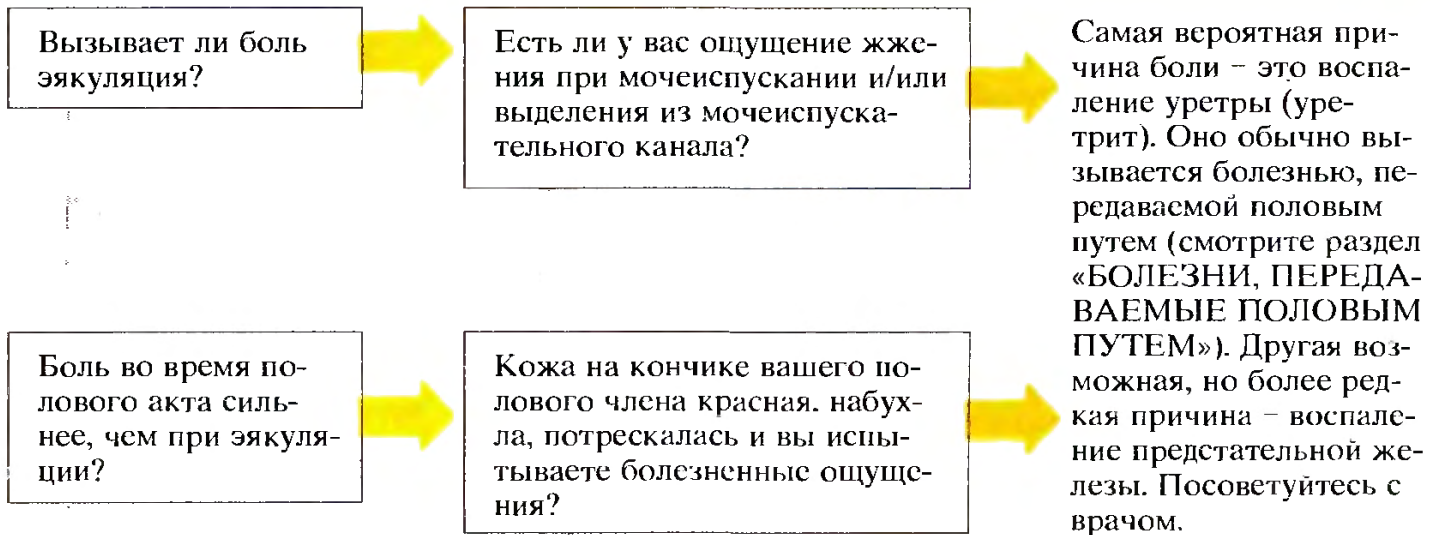 Вызывает ли боль
эякуляция?
Есть ли у вас ощущение жже-
ния при мочеиспускании и/или
выделения из мочеиспуска-
тельного канала?
Самая вероятная при-
чина боли – это воспа-
ление уретры (уре-
трит). Оно обычно вы-
зывается болезнью, пе-
редаваемой половым
путем (смотрите раздел
«БОЛЕЗНИ, ПЕРЕДА-
ВАЕМЫЕ ПОЛОВЫМ
ПУТЕМ»). Другая воз-
можная, но более ред-
кая причина – воспале-
ние предстательной же-
лезы. Посоветуйтесь с
врачом.
Боль во время по-
лового акта силь-
нее, чем при эякуля-
ции?
Кожа на кончике вашего по-
лового члена красная. набух-
ла, потрескалась и вы испы-
тываете болезненные ощуще-
ния?